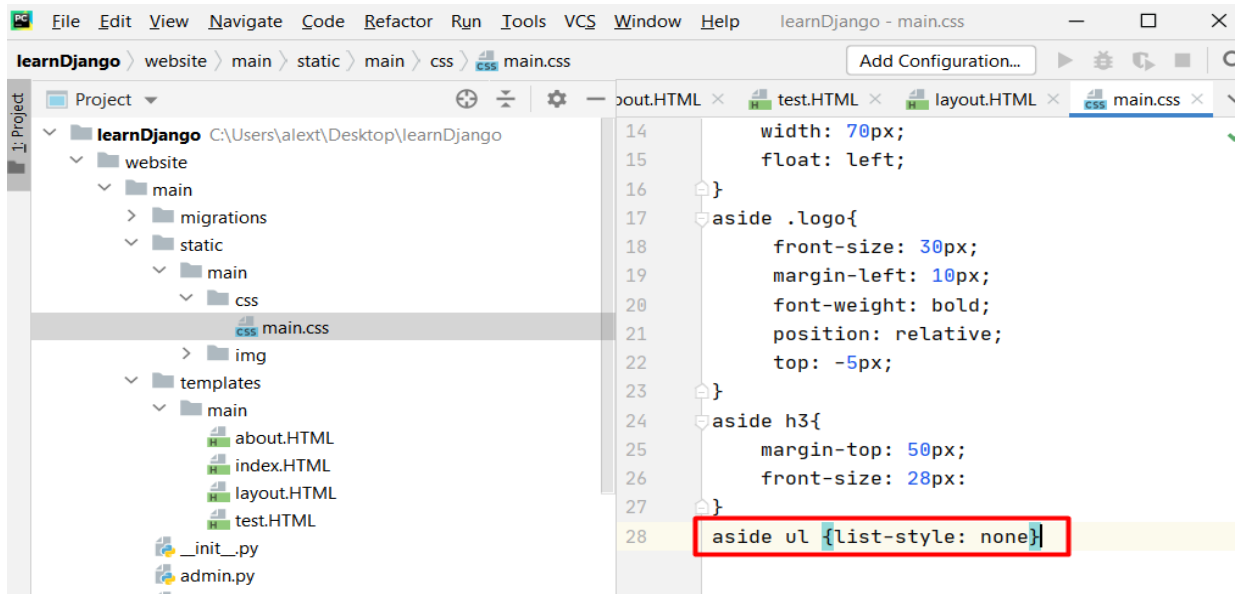 PC File Edit View Navigate Code Refactor Run Tools VCS Window Help learnDjango - main.css
learnDjango website main static main css main.css Add Configuration...
1: Project
Project
bout.HTML test.HTML layout.HTML main.css
learnDjango C:\Users\alext\Desktop\learnDjango
website
main
migrations
static
main
css
main.css
img
templates
main
about.HTML
index.HTML
layout.HTML
test.HTML
__init__.py
admin.py
14 width: 70px;
15 float: left;
16 }
17 aside .logo{
18 front-size: 30px;
19 margin-left: 10px;
20 font-weight: bold;
21 position: relative;
22 top: -5px;
23 }
24 aside h3{
25 margin-top: 50px;
26 front-size: 28px:
27 }
28 aside ul {list-style: none}